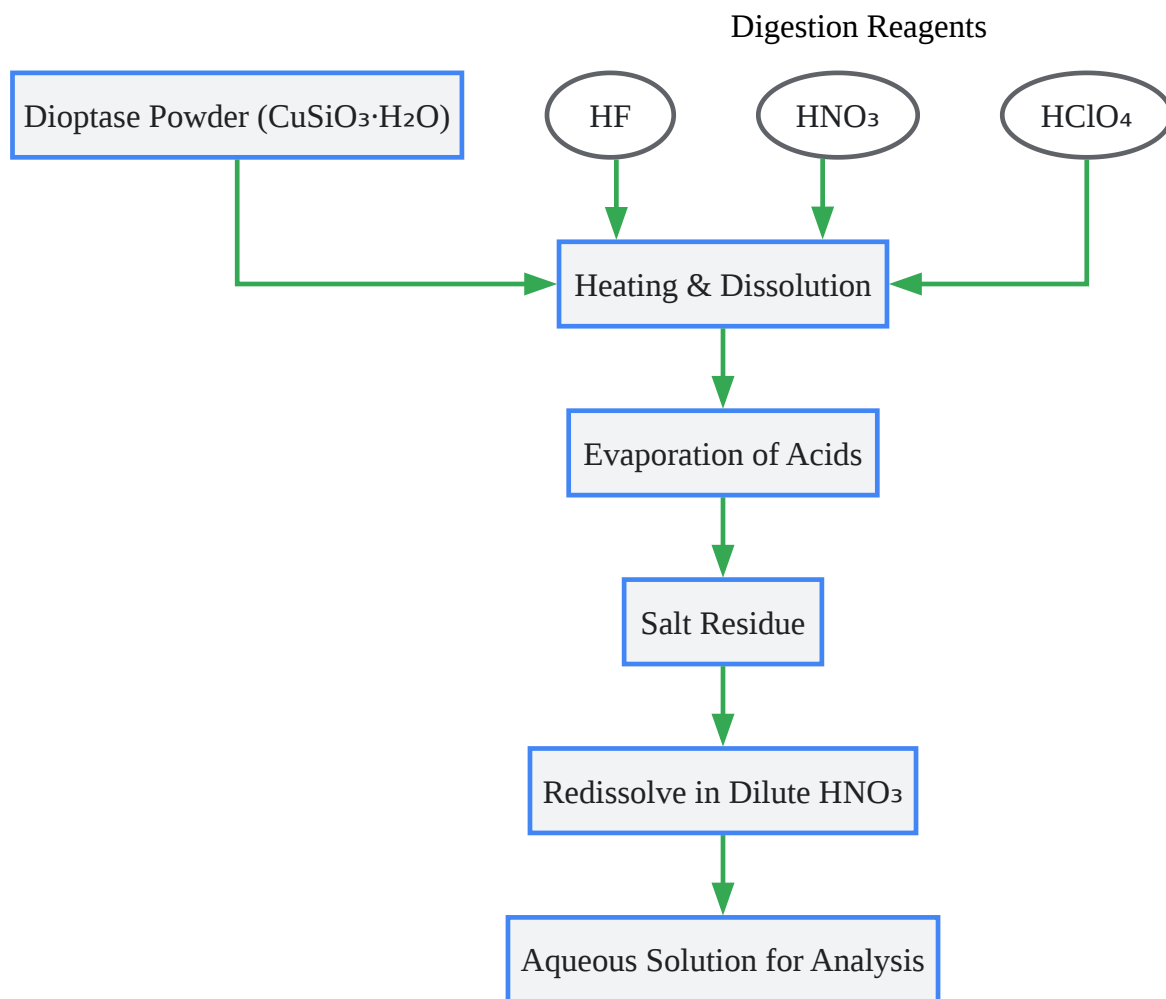 Digestion Reagents
Dioptase Powder (CuSiO₃·H₂O)
HF
HNO₃
HClO₄
Heating & Dissolution
Evaporation of Acids
Salt Residue
Redissolve in Dilute HNO₃
Aqueous Solution for Analysis